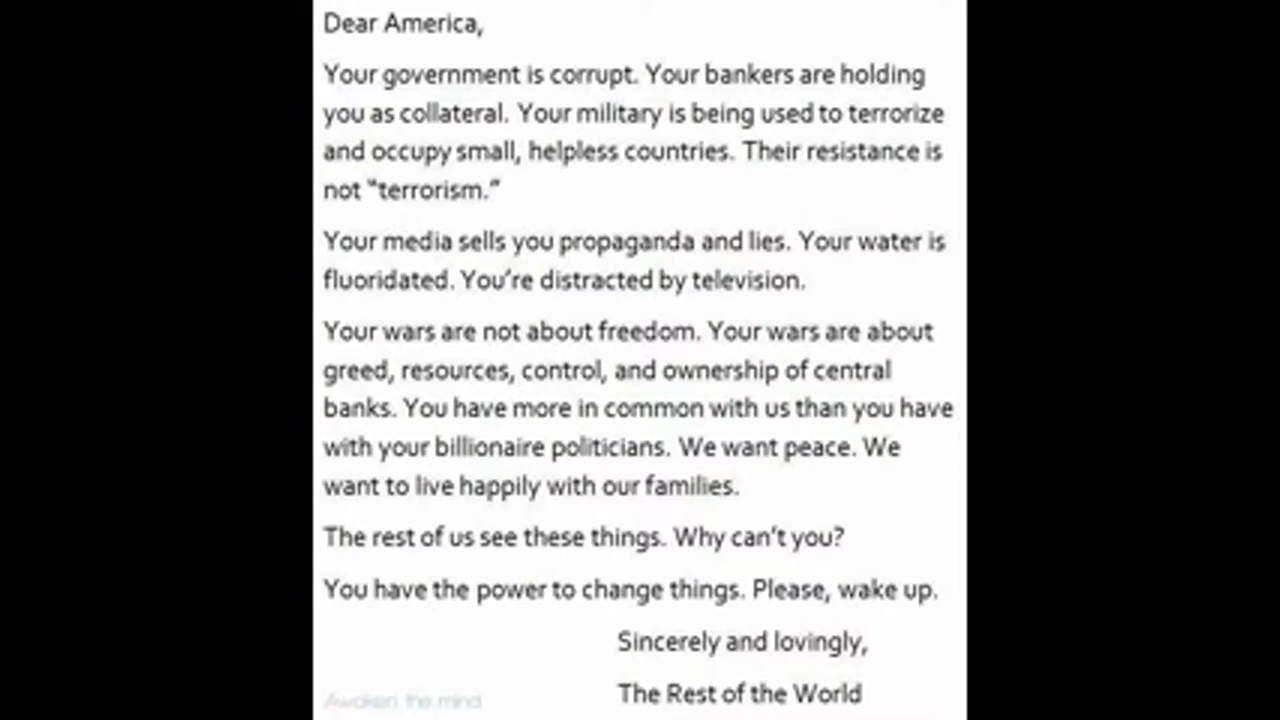 Dear America,
Your government is corrupt. Your bankers are holding
you as collateral. Your military is being used to terrorize
and occupy small, helpless countries. Their resistance is
not “terrorism.”
Your media sells you propaganda and lies. Your water is
fluoridated. You’re distracted by television.
Your wars are not about freedom. Your wars are about
greed, resources, control, and ownership of central
banks. You have more in common with us than you have
with your billionaire politicians. We want peace. We
want to live happily with our families.
The rest of us see these things. Why can’t you?
You have the power to change things. Please, wake up.
Sincerely and lovingly,
The Rest of the World
Awaken the mind